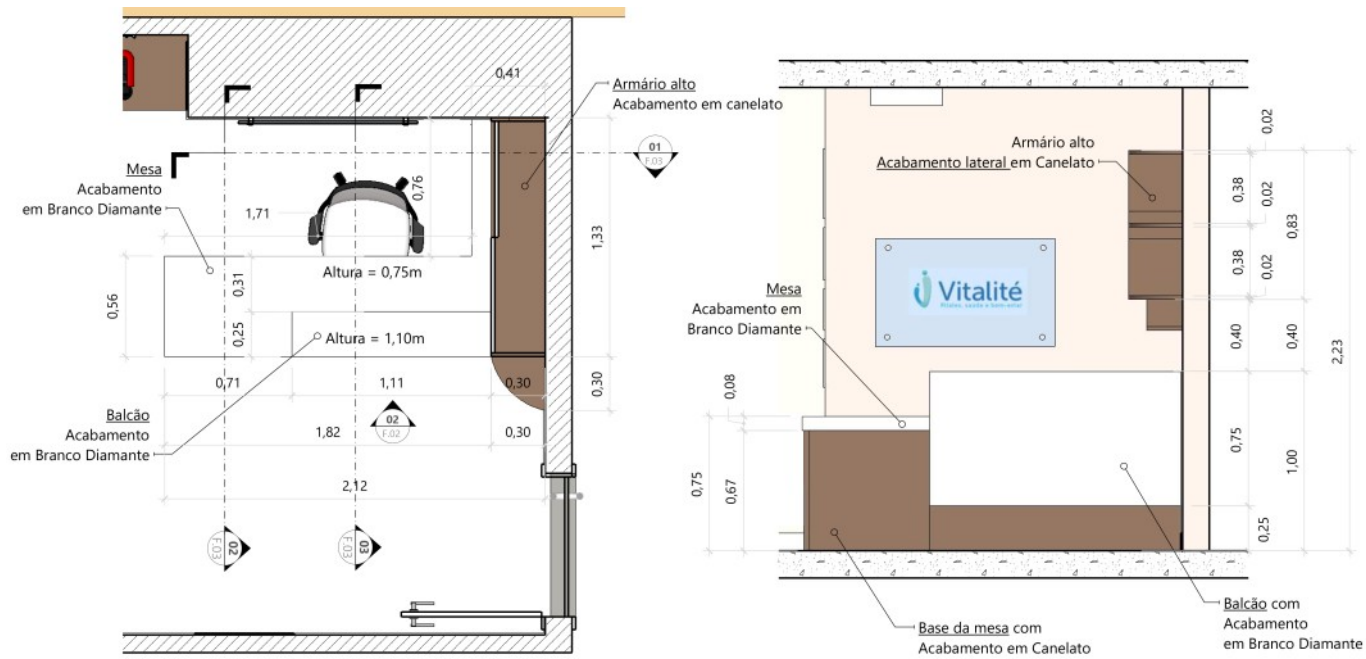 0,41
Armário alto
Acabamento em canelato
01
F.03
Mesa
Acabamento
em Branco Diamante
0,76
1,71
1,33
Altura = 0,75m
0,31
0,56
0,25
Altura = 1,10m
0,71
1,11
0,30
0,30
02
F.02
Balcão
Acabamento
em Branco Diamante
1,82
0,30
2,12
02
F.03
03
F.03
Armário alto
Acabamento lateral em Canelato
0,02
0,38
0,02
0,83
0,38
0,02
Vitalité
Mesa
Acabamento em
Branco Diamante
0,40
0,40
2,23
0,08
0,75
0,67
0,75
1,00
0,25
Base da mesa com
Acabamento em Canelato
Balcão com
Acabamento
em Branco Diamante